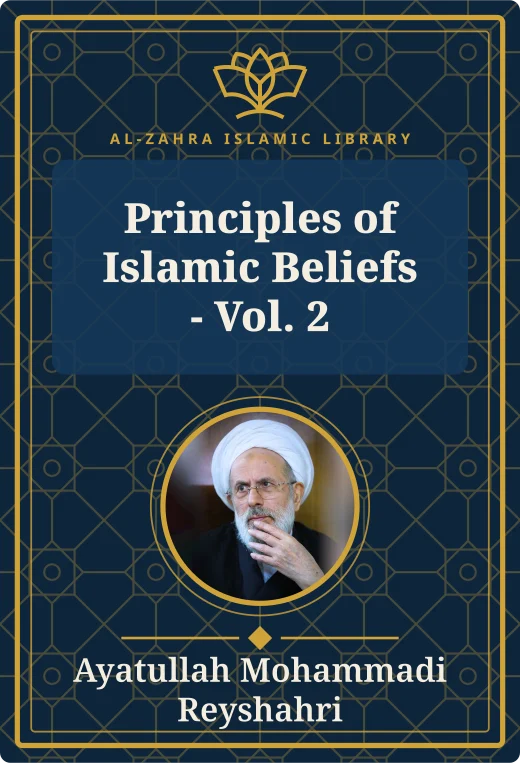 AL-ZAHRA ISLAMIC LIBRARY
Principles of
Islamic Beliefs
- Vol. 2
Ayatullah Mohammadi
Reyshahri